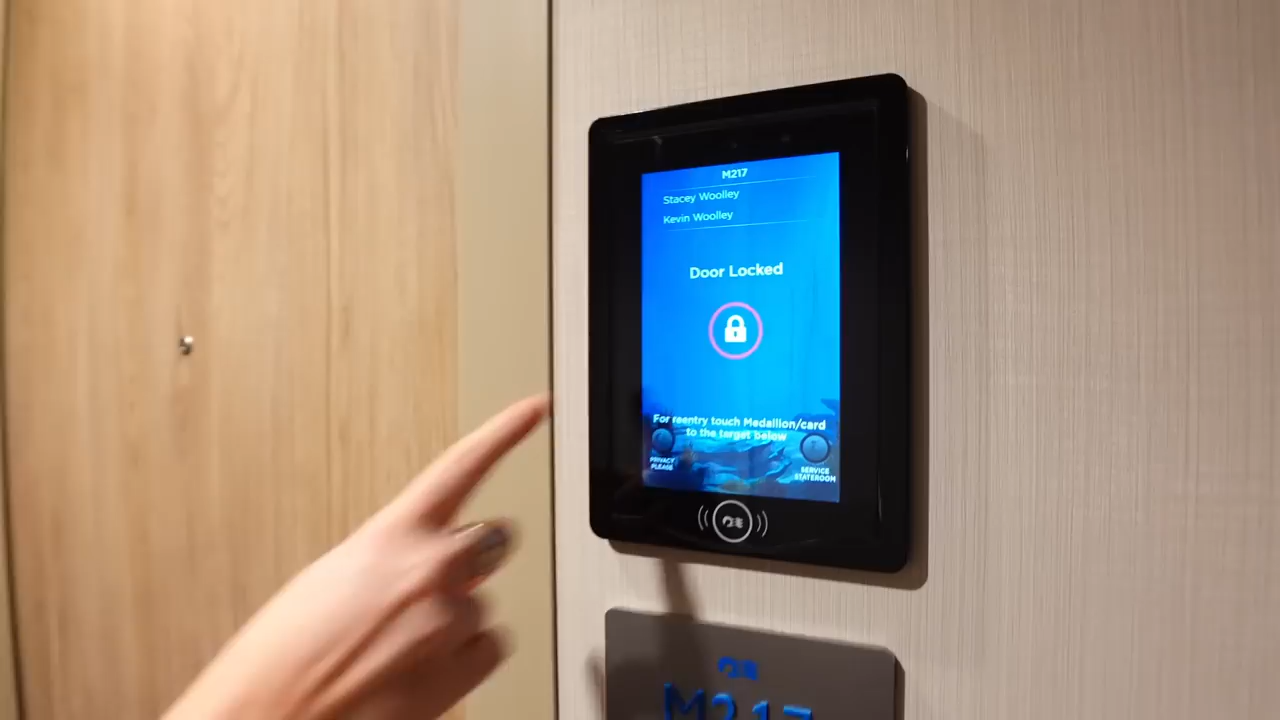 M217
Stacey Woolley
Kevin Woolley
Door Locked
For reentry touch Medallion/card
to the target below
PRIVACY
PLEASE
SERVICE
STATEROOM
M217